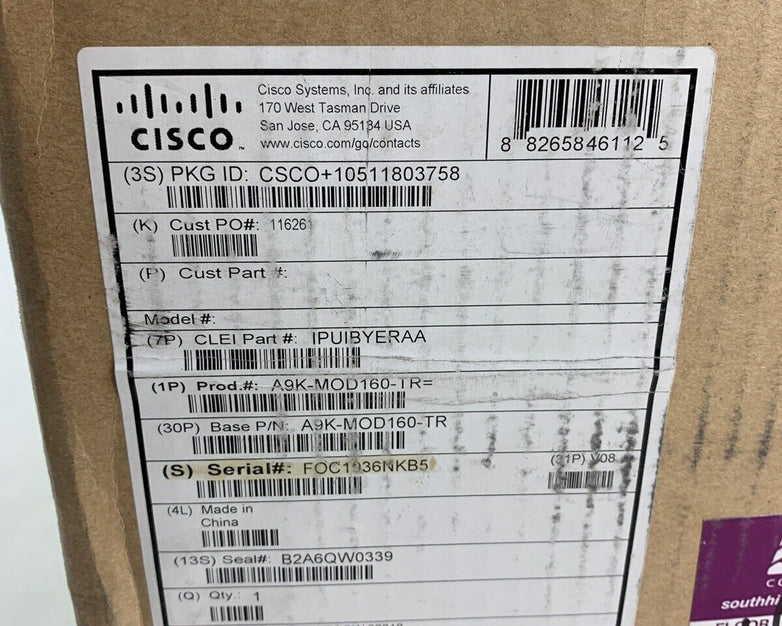 CISCO
Cisco Systems, Inc. and its affiliates
170 West Tasman Drive
San Jose, CA 95134 USA
www.cisco.com/go/contacts
8 8265846112 5
(3S) PKG ID: CSCO+10511803758
(K) Cust PO#: 116261
(P) Cust Part #:
Model #:
(7P) CLEI Part #: IPUIBYERAA
(1P) Prod.#: A9K-MOD160-TR=
(30P) Base P/N: A9K-MOD160-TR
(S) Serial#: FOC1936NKB5
(31P) V08
(4L) Made in
China
(13S) Seal#: B2A6QW0339
(Q) Qty.: 1
southhi